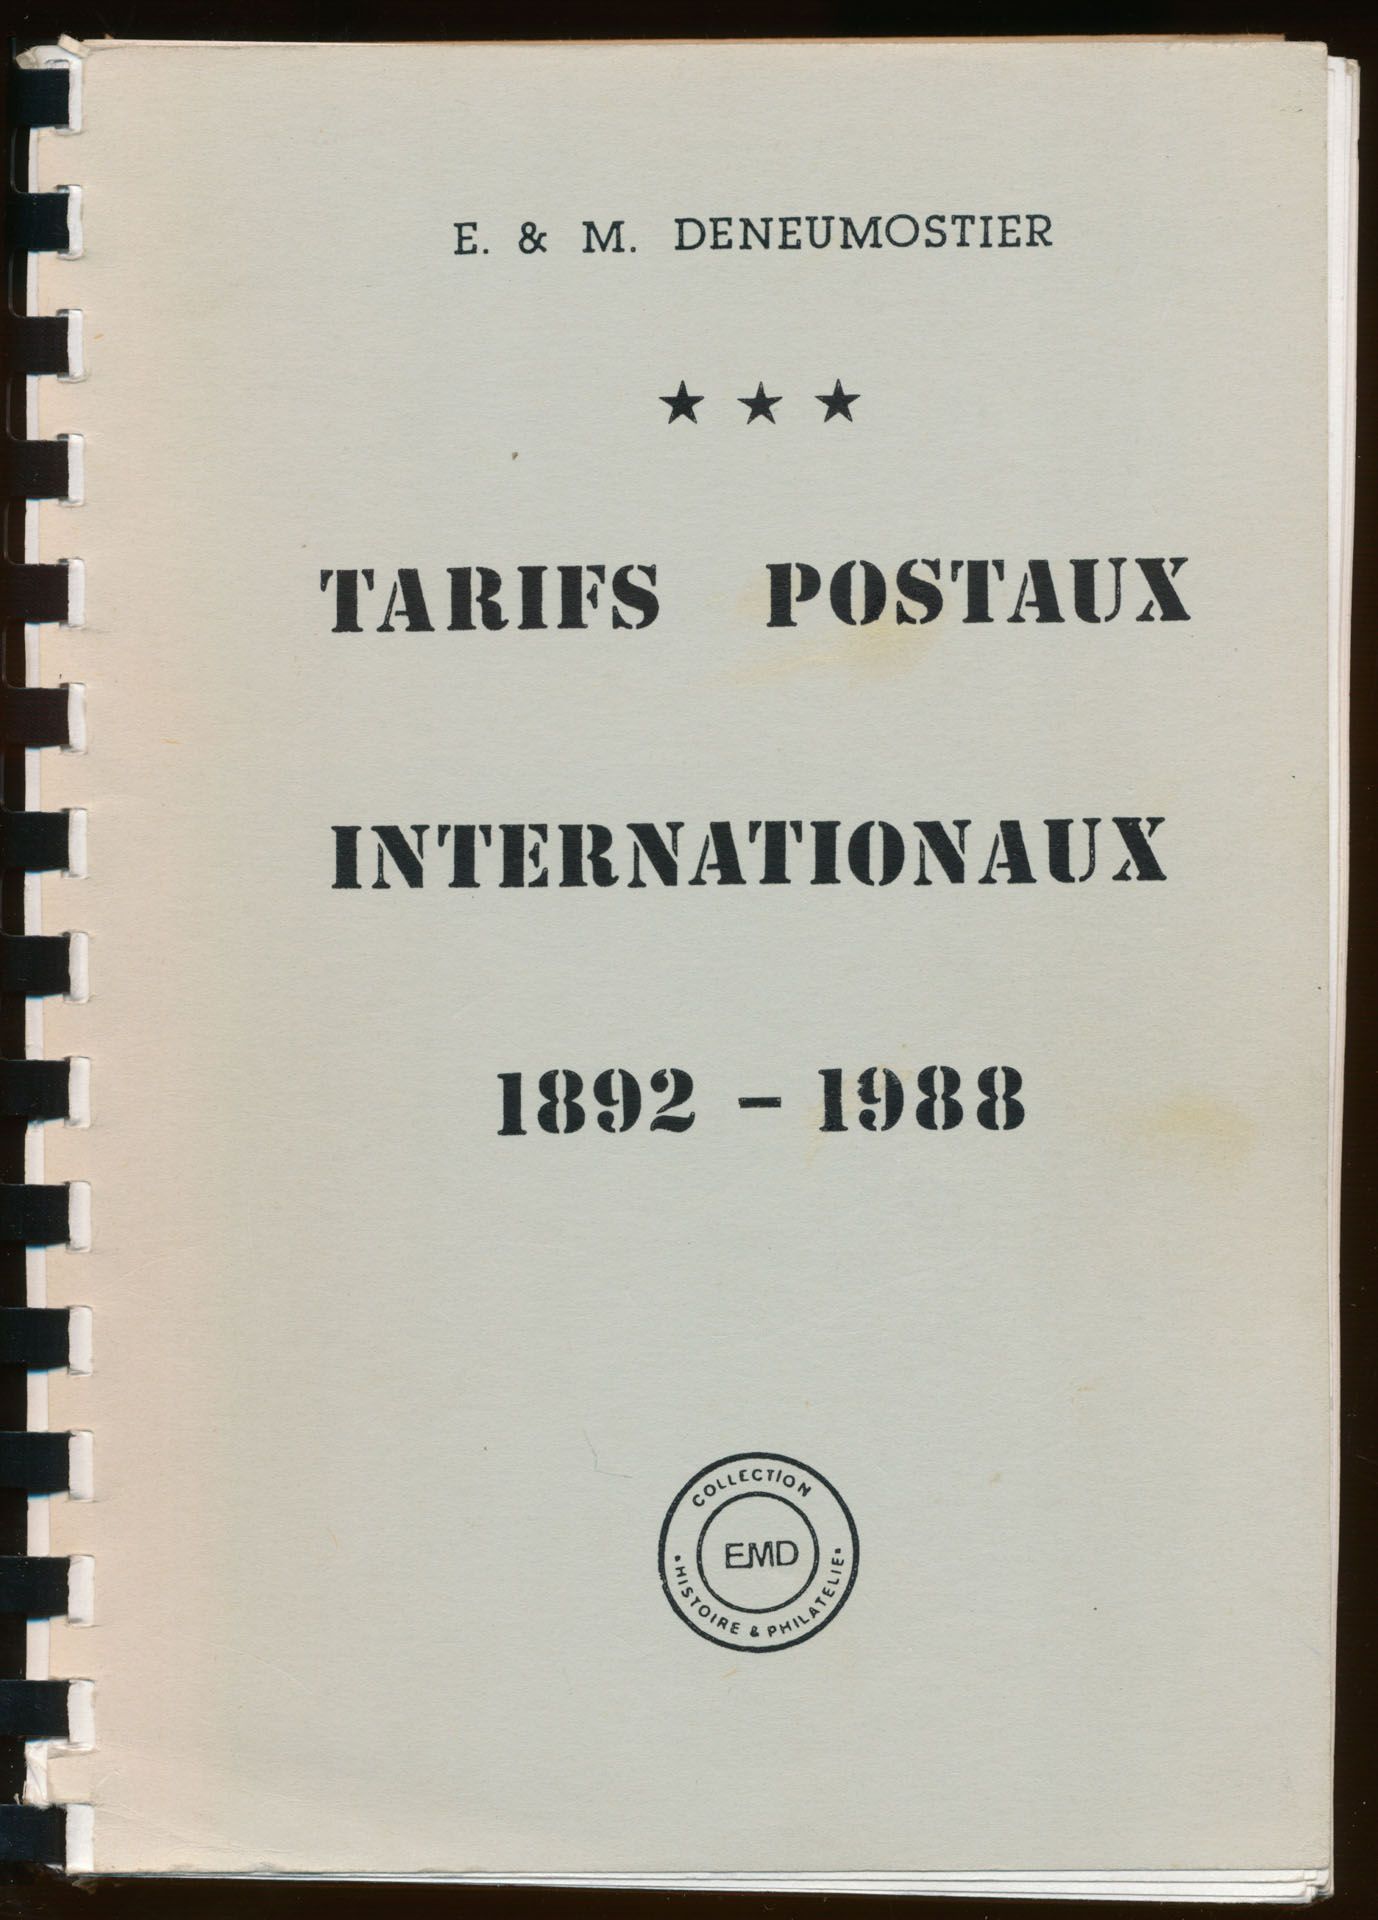 E. & M. DENEUMOSTIER
★ ★ ★
TARIFS POSTAUX
INTERNATIONAUX
1892 – 1988
COLLECTION
EMD
• HISTOIRE & PHILATELIE •